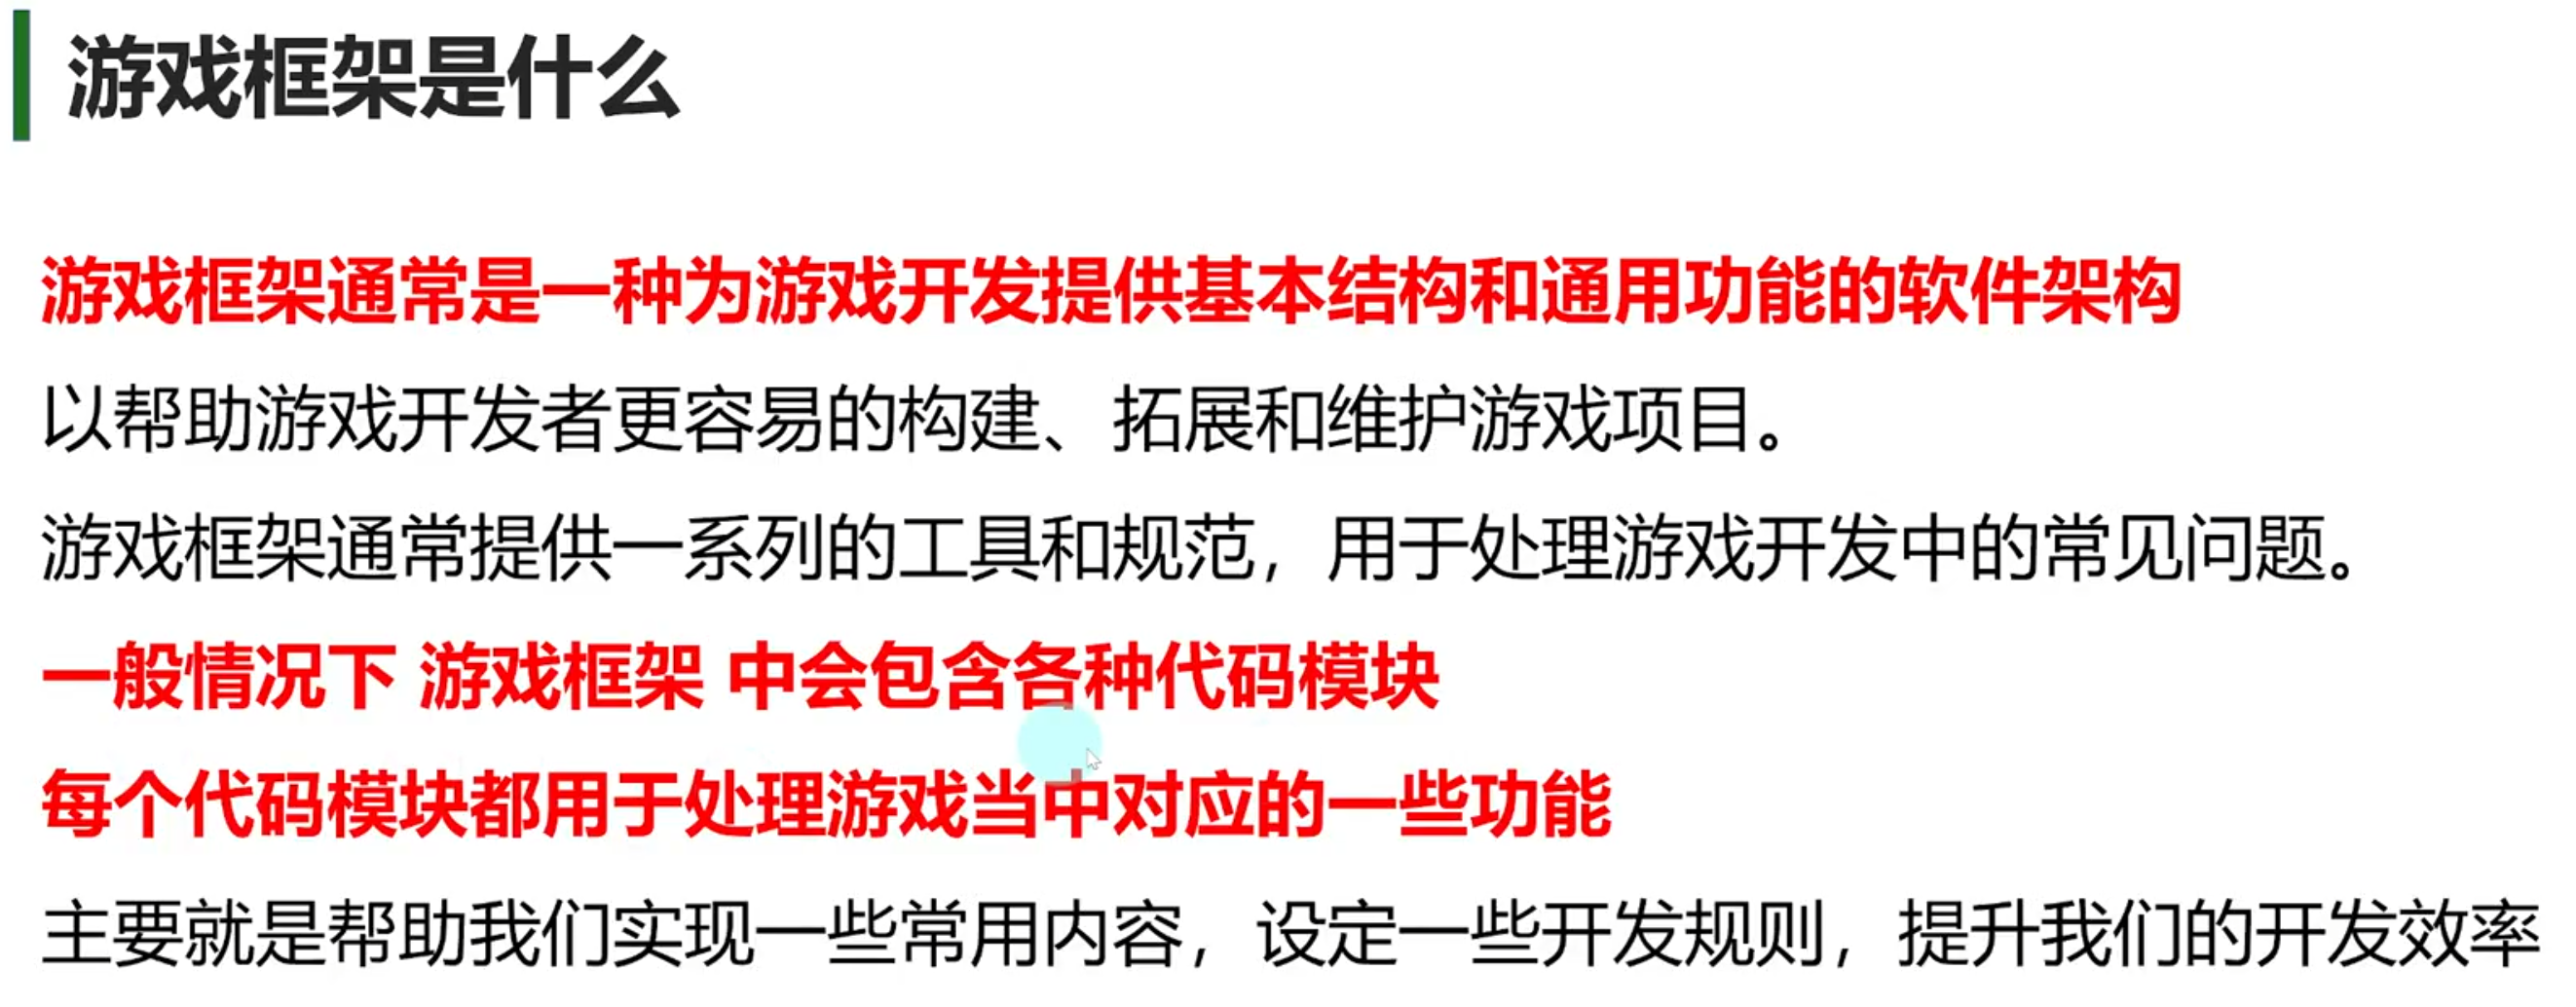 游戏框架是什么
游戏框架通常是一种为游戏开发提供基本结构和通用功能的软件架构
以帮助游戏开发者更容易的构建、拓展和维护游戏项目。
游戏框架通常提供一系列的工具和规范，用于处理游戏开发中的常见问题。
一般情况下 游戏框架 中会包含各种代码模块
每个代码模块都用于处理游戏当中对应的一些功能
主要就是帮助我们实现一些常用内容，设定一些开发规则，提升我们的开发效率